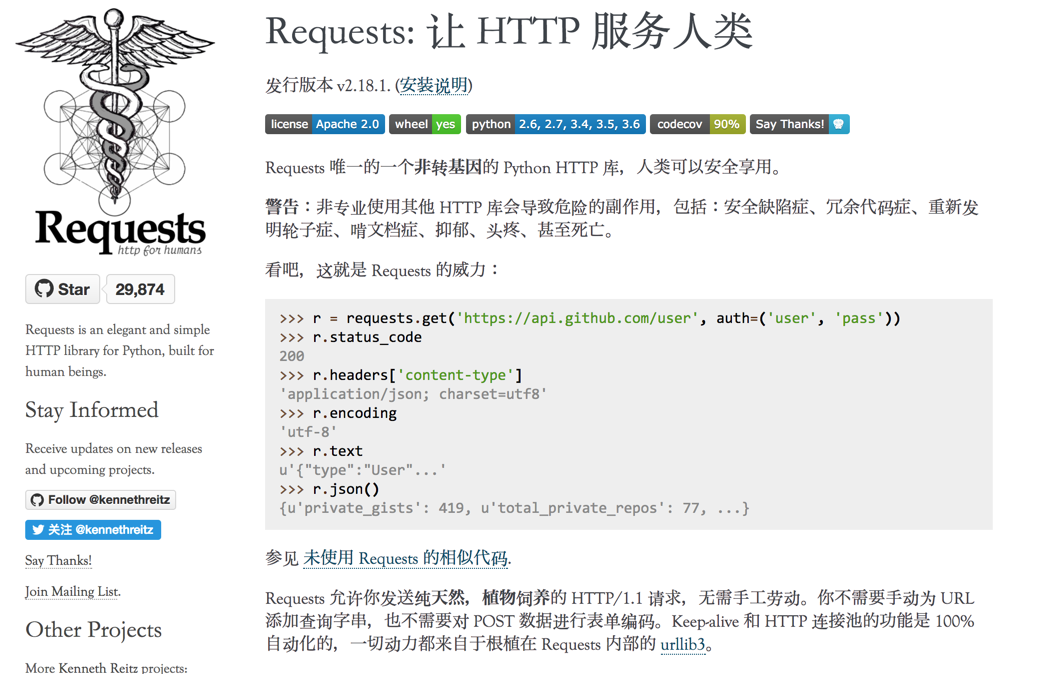 Requests
http for humans
Star 29,874
Requests is an elegant and simple
HTTP library for Python, built for
human beings.
Stay Informed
Receive updates on new releases
and upcoming projects.
Follow @kennethreitz
关注 @kennethreitz
Say Thanks!
Join Mailing List.
Other Projects
More Kenneth Reitz projects:
Requests: 让 HTTP 服务人类
发行版本 v2.18.1. (安装说明)
license Apache 2.0 wheel yes python 2.6, 2.7, 3.4, 3.5, 3.6 codecov 90% Say Thanks!
Requests 唯一的一个非转基因的 Python HTTP 库，人类可以安全享用。
警告：非专业使用其他 HTTP 库会导致危险的副作用，包括：安全缺陷症、冗余代码症、重新发
明轮子症、啃文档症、抑郁、头疼、甚至死亡。
看吧，这就是 Requests 的威力：
>>> r = requests.get('https://api.github.com/user', auth=('user', 'pass'))
>>> r.status_code
200
>>> r.headers['content-type']
'application/json; charset=utf8'
>>> r.encoding
'utf-8'
>>> r.text
u'{"type":"User"...'
>>> r.json()
{u'private_gists': 419, u'total_private_repos': 77, ...}
参见 未使用 Requests 的相似代码.
Requests 允许你发送纯天然，植物饲养的 HTTP/1.1 请求，无需手工劳动。你不需要手动为 URL
添加查询字串，也不需要对 POST 数据进行表单编码。Keep-alive 和 HTTP 连接池的功能是 100%
自动化的，一切动力都来自于根植在 Requests 内部的 urllib3。